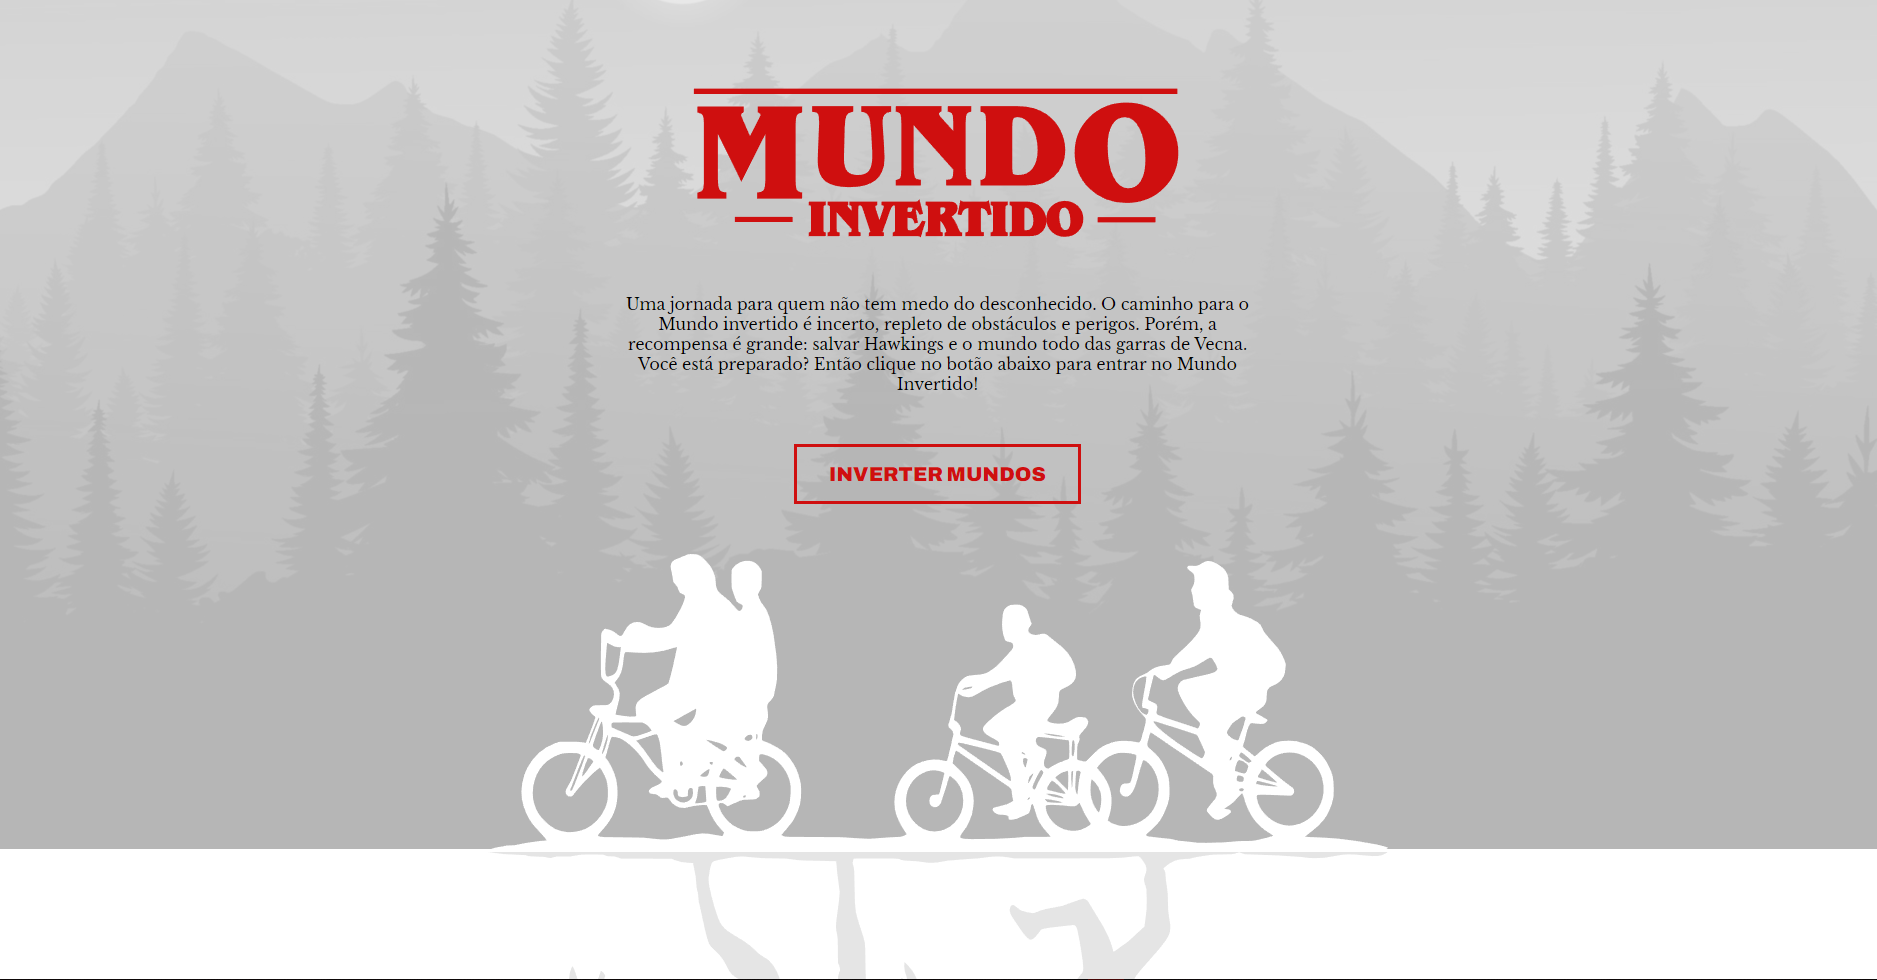 MUNDO
INVERTIDO
Uma jornada para quem não tem medo do desconhecido. O caminho para o
Mundo invertido é incerto, repleto de obstáculos e perigos. Porém, a
recompensa é grande: salvar Hawkings e o mundo todo das garras de Vecna.
Você está preparado? Então clique no botão abaixo para entrar no Mundo
Invertido!
INVERTER MUNDOS